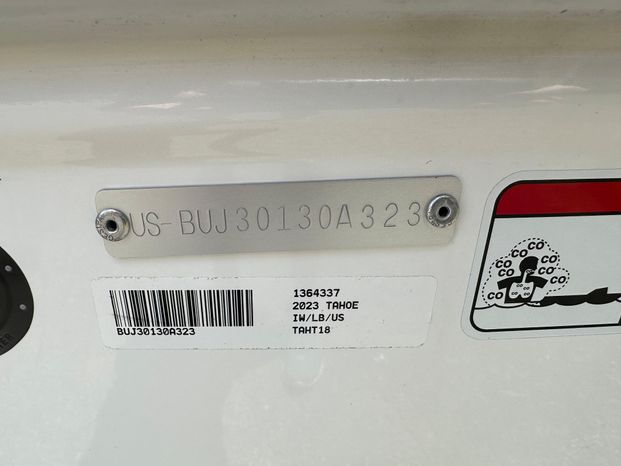 US-BUJ30130A323
1364337
2023 TAHOE
IW/LB/US
TAHT18
BUJ30130A323
CO CO CO
CO CO
CO CO
CO CO
CO